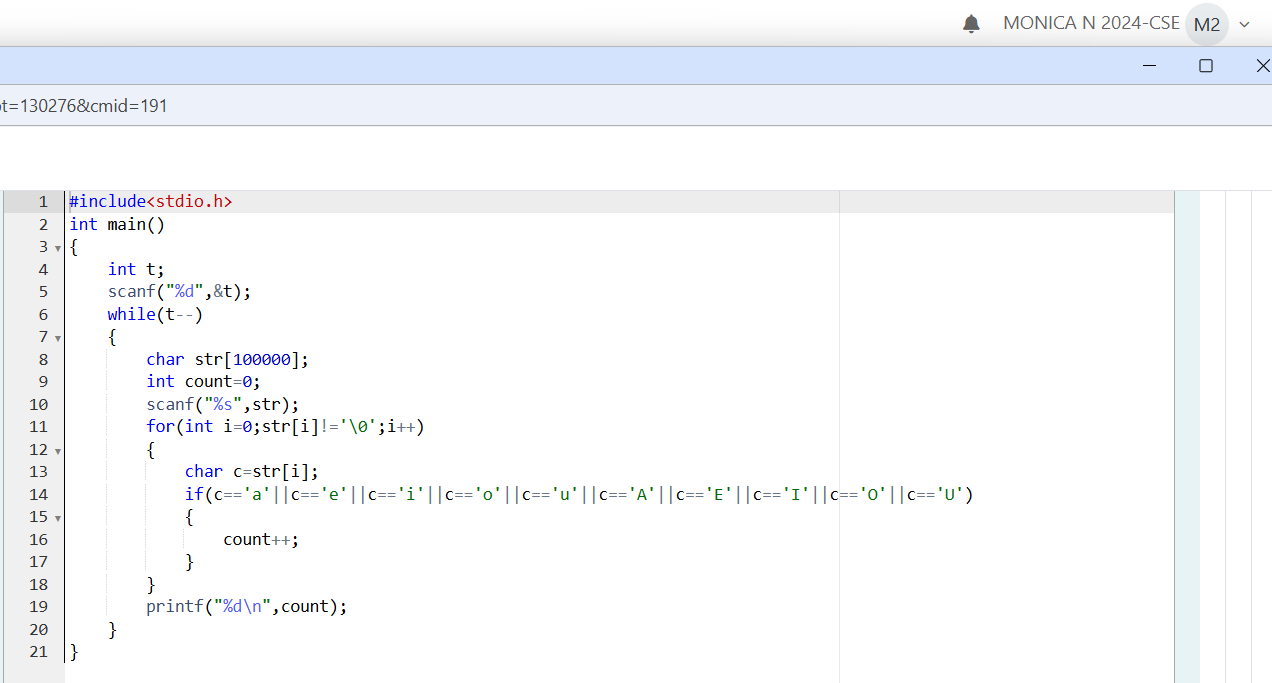 MONICA N 2024-CSE M2
ot=130276&cmid=191
1 #include<stdio.h>
2 int main()
3 {
4     int t;
5     scanf("%d",&t);
6     while(t--)
7     {
8         char str[100000];
9         int count=0;
10         scanf("%s",str);
11         for(int i=0;str[i]!='\0';i++)
12         {
13             char c=str[i];
14             if(c=='a'||c=='e'||c=='i'||c=='o'||c=='u'||c=='A'||c=='E'||c=='I'||c=='O'||c=='U')
15             {
16                 count++;
17             }
18         }
19         printf("%d\n",count);
20     }
21 }